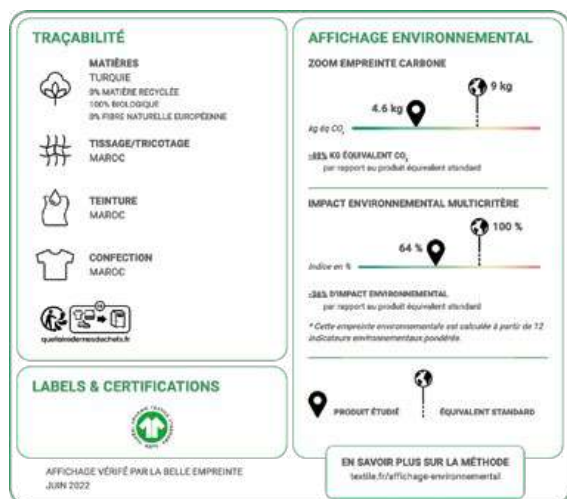 TRAÇABILITÉ
MATIÈRES
TURQUIE
0% MATIÈRE RECYCLÉE
100% BIOLOGIQUE
0% FIBRE NATURELLE EUROPÉENNE
TISSAGE/TRICOTAGE
MAROC
TEINTURE
MAROC
CONFECTION
MAROC
quefairedemesdechets.fr
LABELS & CERTIFICATIONS
AFFICHAGE VÉRIFIÉ PAR LA BELLE EMPREINTE
JUIN 2022
AFFICHAGE ENVIRONNEMENTAL
ZOOM EMPREINTE CARBONE
9 kg
4.6 kg
kg éq CO₂
KG ÉQUIVALENT CO₂
par rapport au produit équivalent standard
IMPACT ENVIRONNEMENTAL MULTICRITÈRE
100 %
64 %
Indice en %
-36% D'IMPACT ENVIRONNEMENTAL
par rapport au produit équivalent standard
* Cette empreinte environnementale est calculée à partir de 12
indicateurs environnementaux pondérés.
PRODUIT ÉTUDIÉ
ÉQUIVALENT STANDARD
EN SAVOIR PLUS SUR LA MÉTHODE
textile.fr/affichage-environnemental